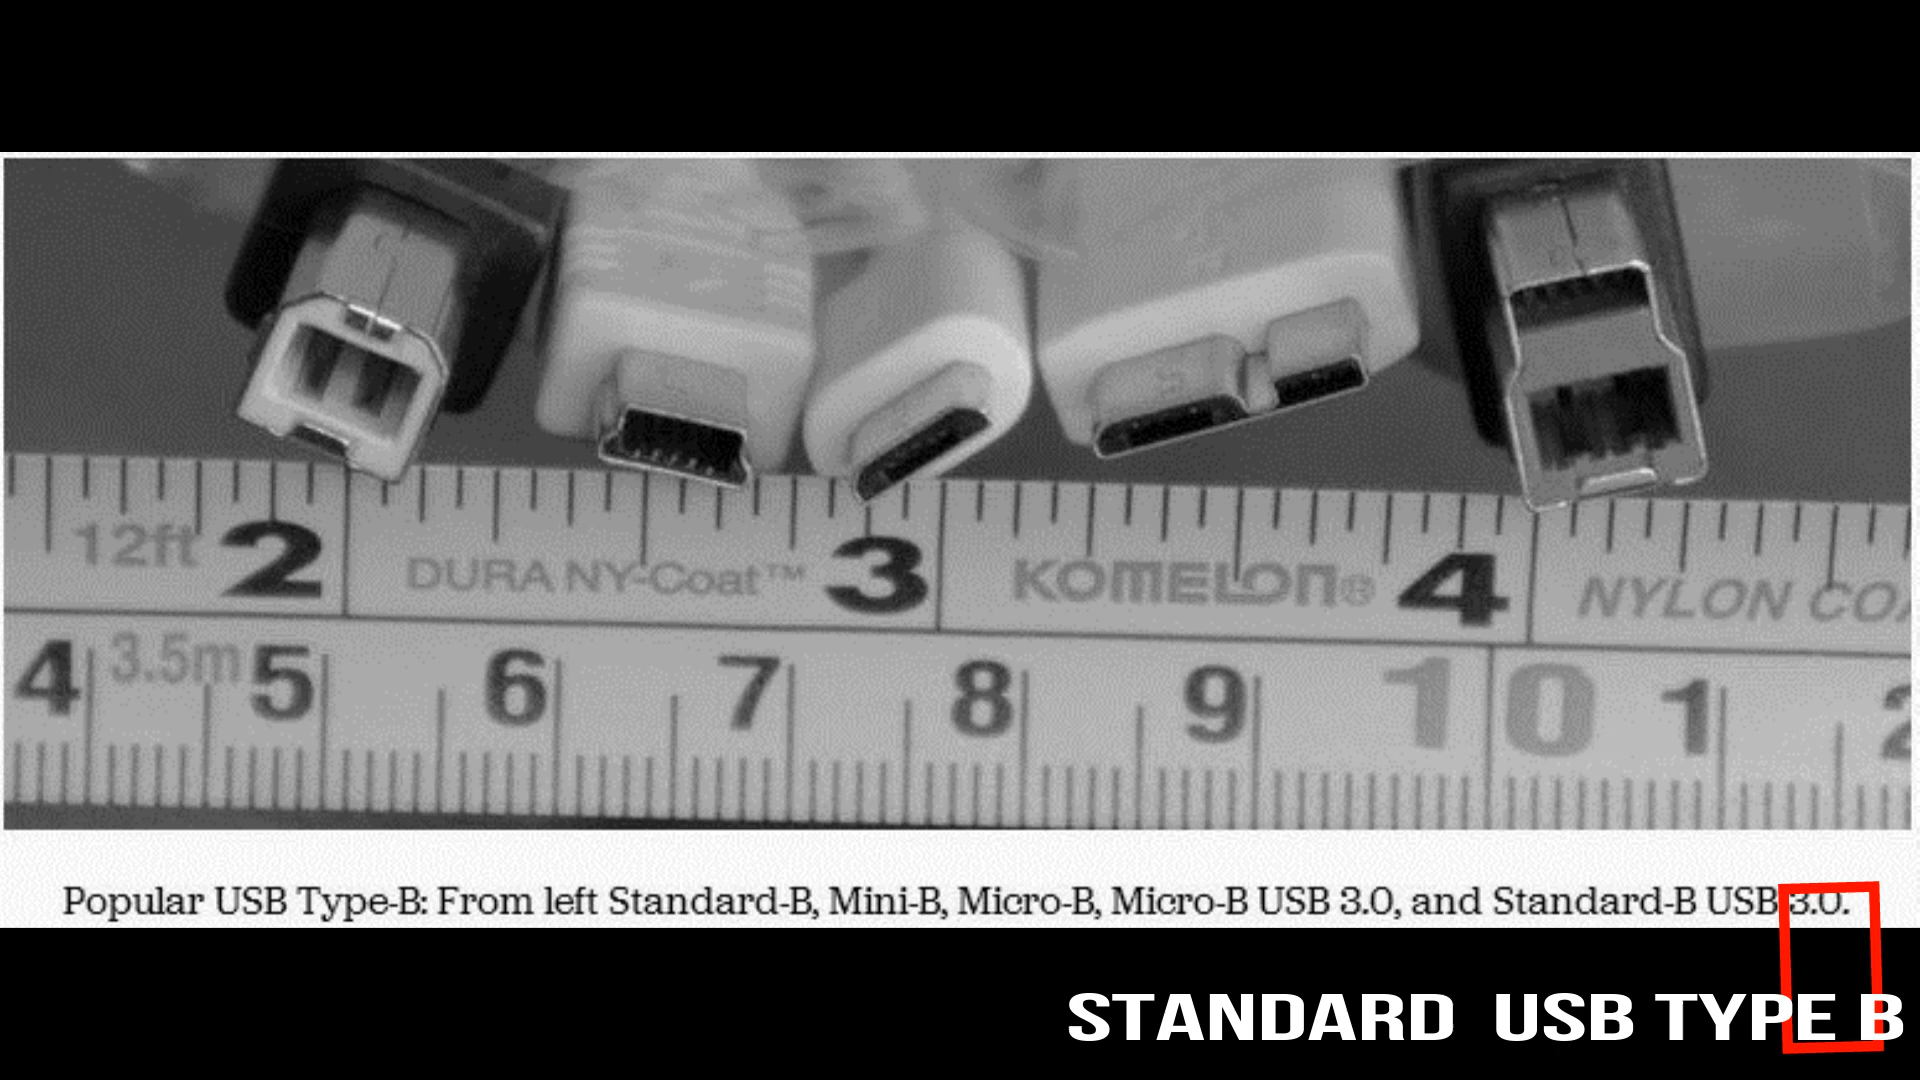 12ft 2 DURA NY-Coat™ 3 KOMELON® 4 NYLON
4 3.5m 5 6 7 8 9 10 1 2
Popular USB Type-B: From left Standard-B, Mini-B, Micro-B, Micro-B USB 3.0, and Standard-B USB 3.0.
STANDARD USB TYPE B